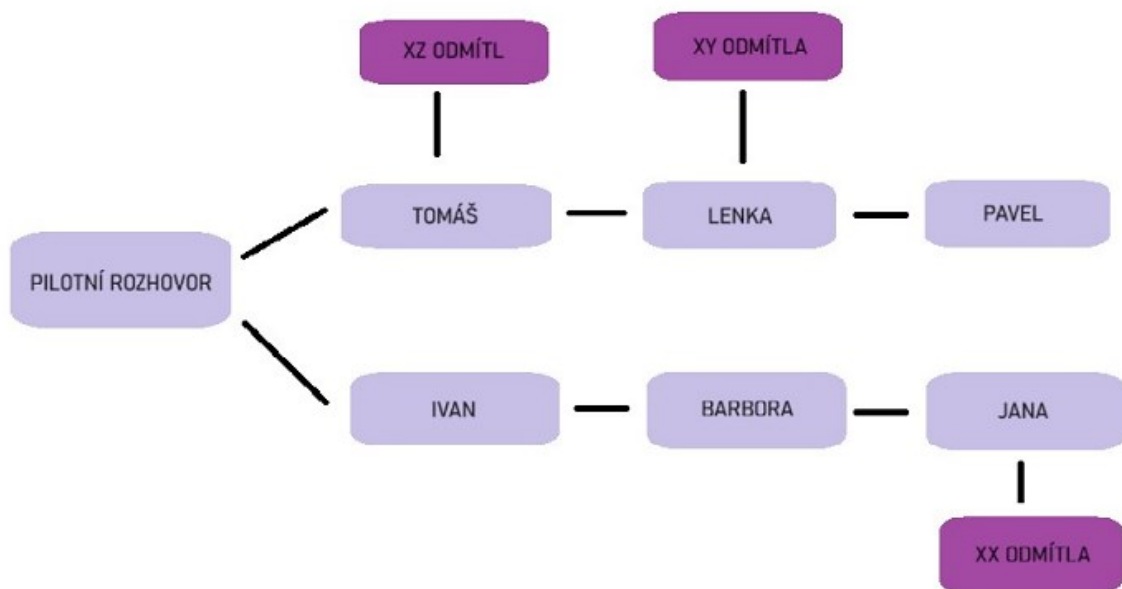 XZ ODMÍTL
XY ODMÍTLA
TOMÁŠ
LENKA
PAVEL
PILOTNÍ ROZHOVOR
IVAN
BARBORA
JANA
XX ODMÍTLA